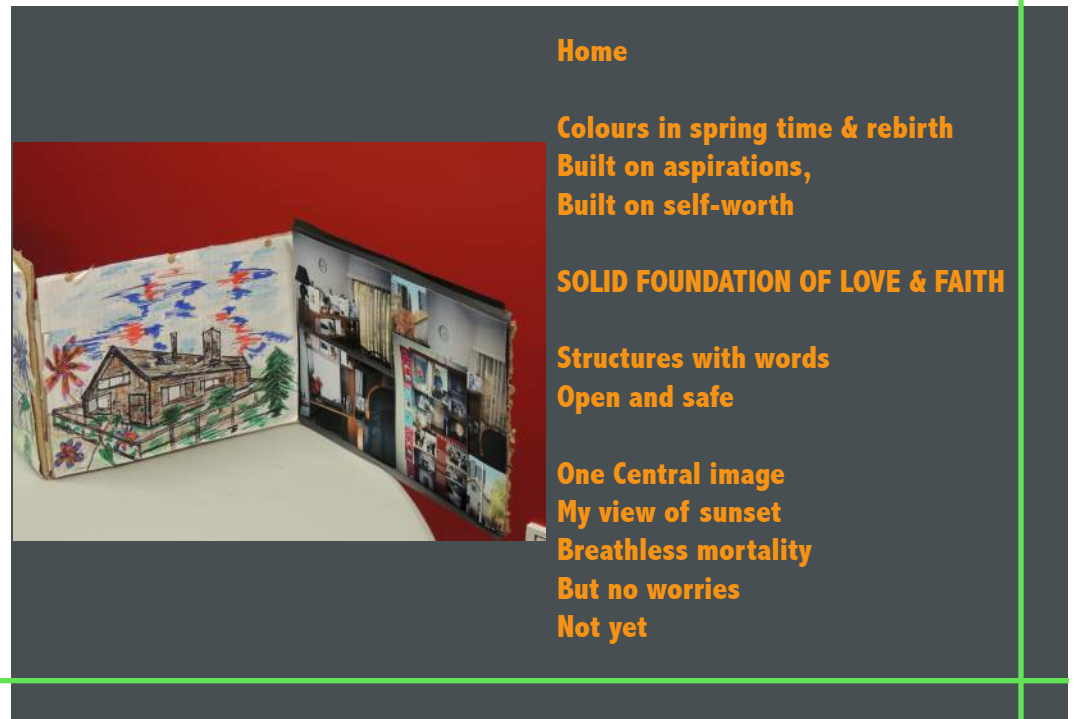 Home
Colours in spring time & rebirth
Built on aspirations,
Built on self-worth
SOLID FOUNDATION OF LOVE & FAITH
Structures with words
Open and safe
One Central image
My view of sunset
Breathless mortality
But no worries
Not yet